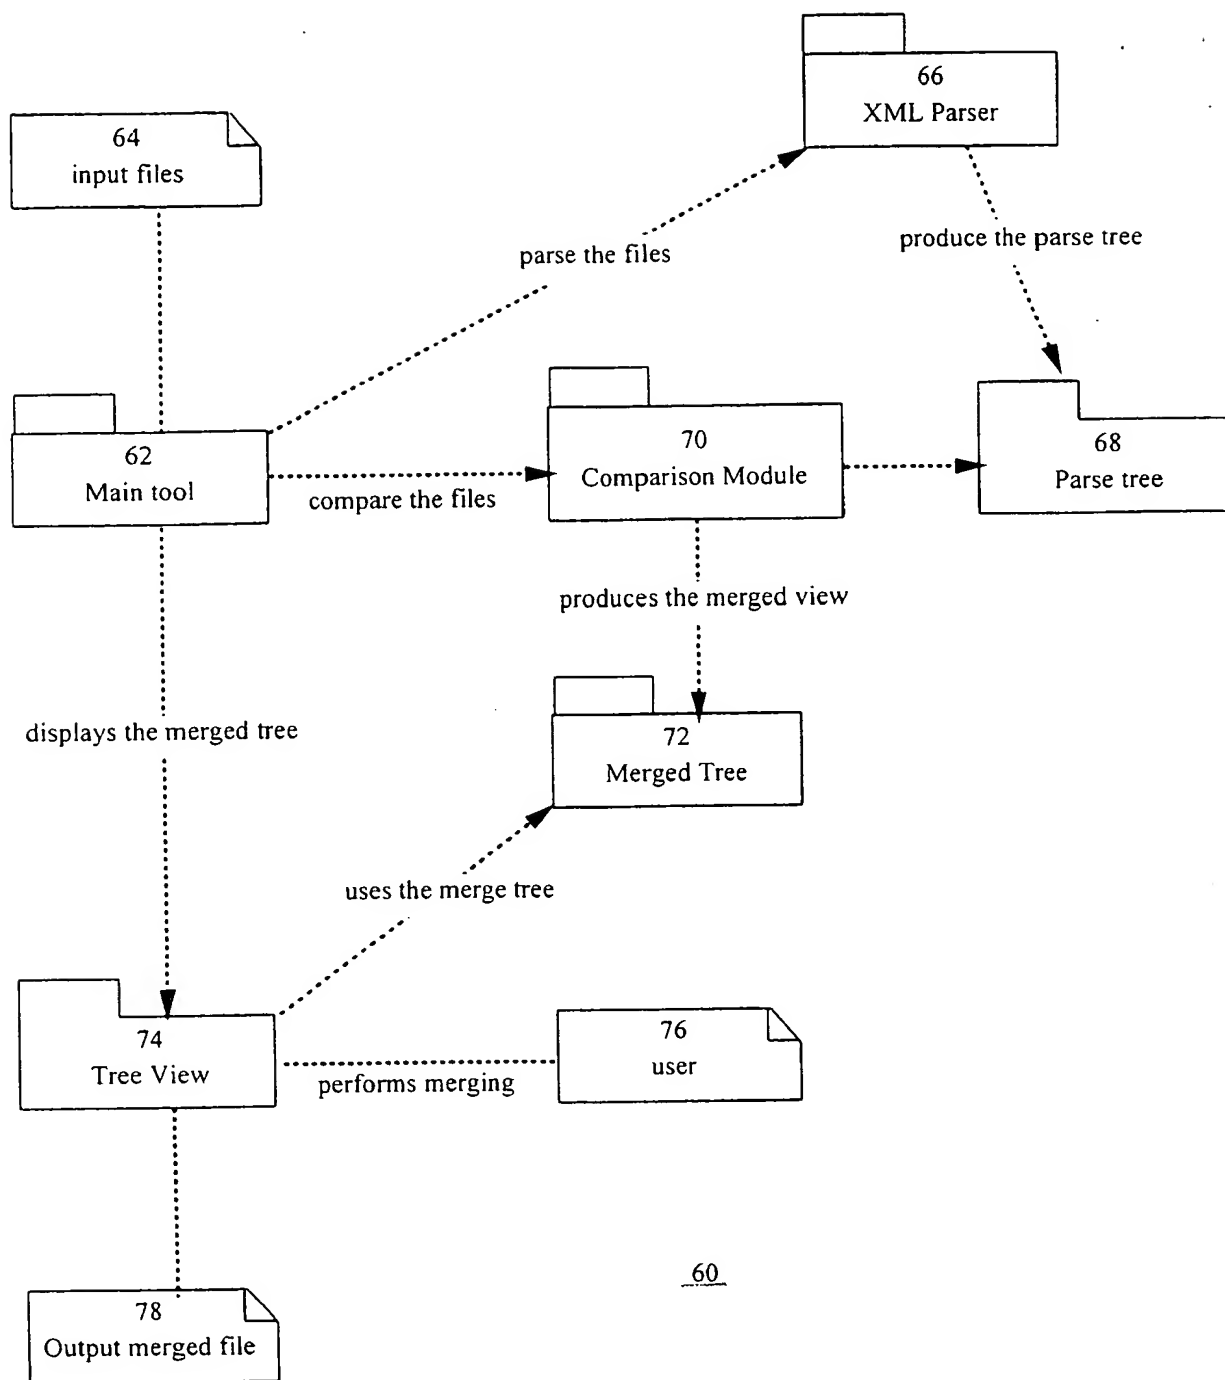 66
XML Parser
64
input files
produce the parse tree
parse the files
62
Main tool
70
Comparison Module
68
Parse tree
compare the files
produces the merged view
displays the merged tree
72
Merged Tree
uses the merge tree
74
Tree View
76
user
performs merging
60
78
Output merged file